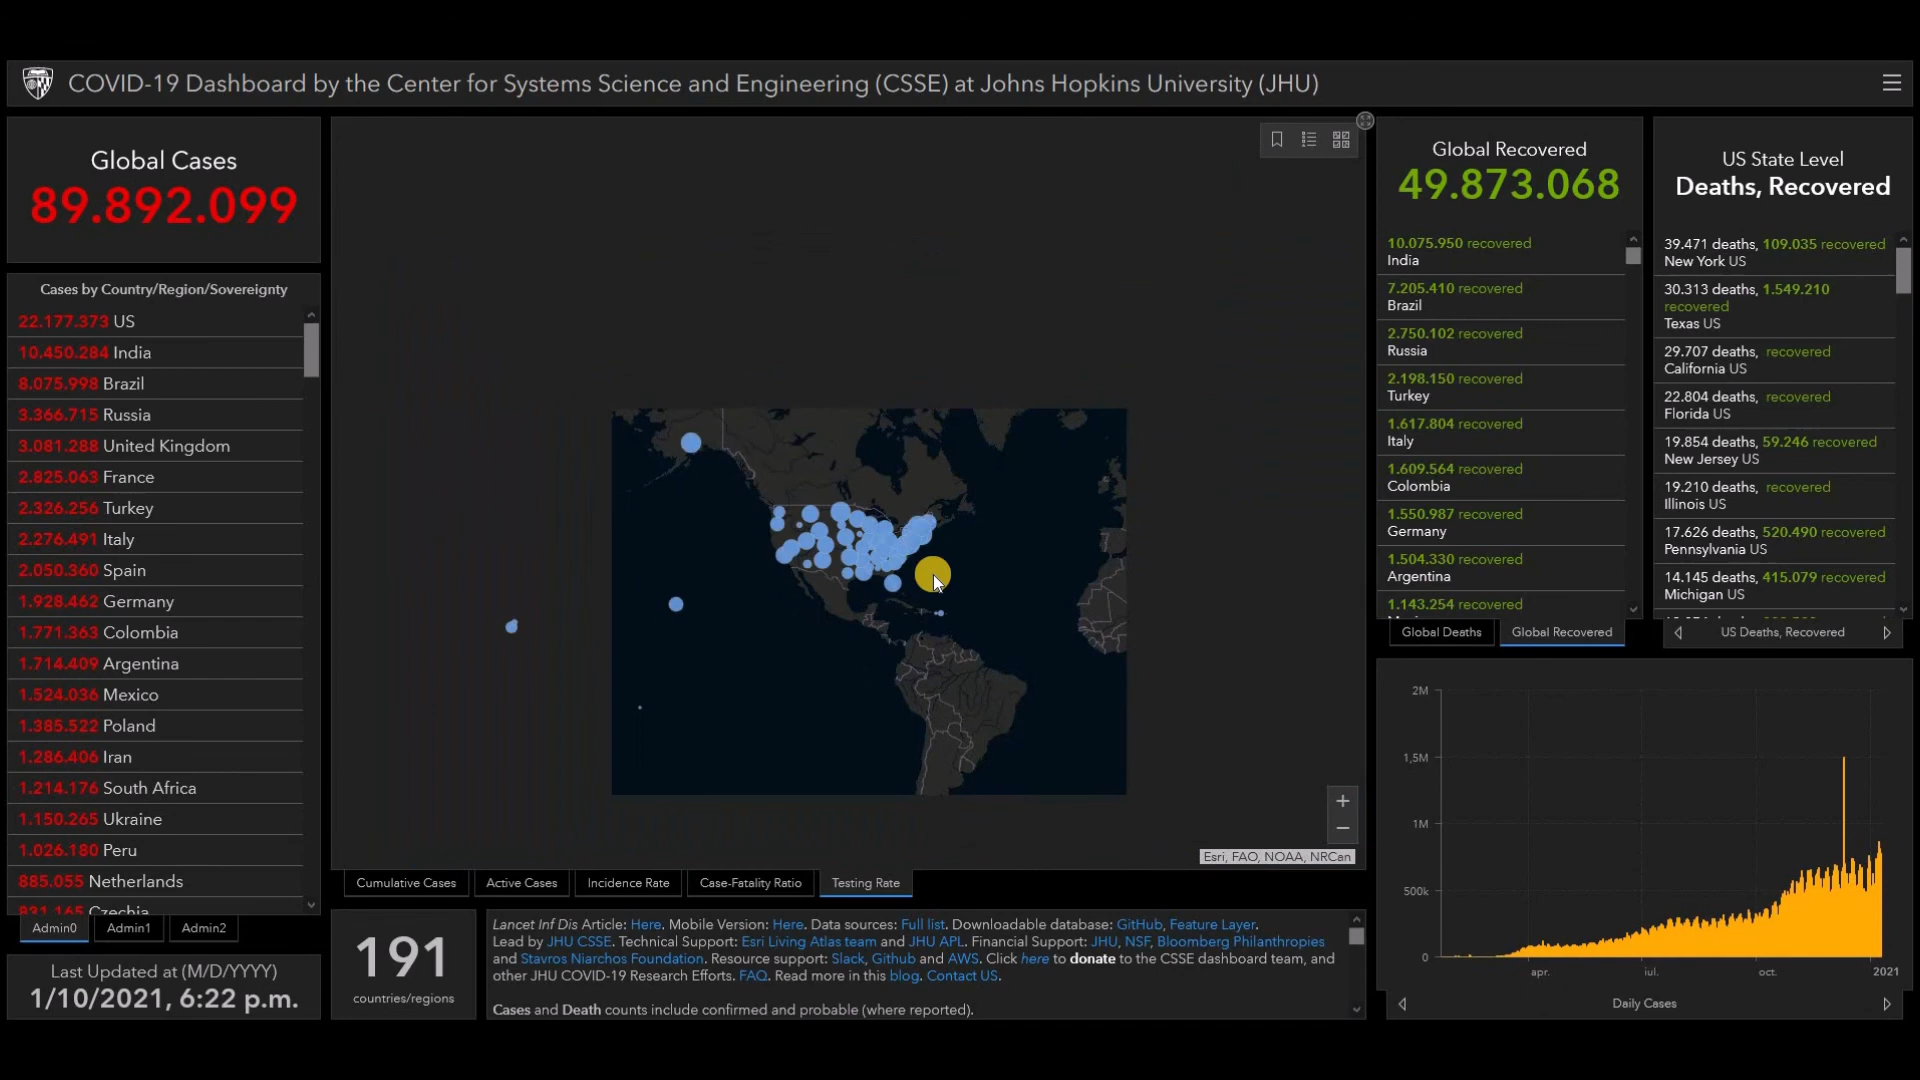 COVID-19 Dashboard by the Center for Systems Science and Engineering (CSSE) at Johns Hopkins University (JHU)
Global Cases
89.892.099
Cases by Country/Region/Sovereignty
22.177.373 US
10.450.284 India
8.075.998 Brazil
3.366.715 Russia
3.081.288 United Kingdom
2.825.063 France
2.326.256 Turkey
2.276.491 Italy
2.050.360 Spain
1.928.462 Germany
1.771.363 Colombia
1.714.409 Argentina
1.524.036 Mexico
1.385.522 Poland
1.286.406 Iran
1.214.176 South Africa
1.150.265 Ukraine
1.026.180 Peru
885.055 Netherlands
831.165 Czechia
Admin0
Admin1
Admin2
Last Updated at (M/D/YYYY)
1/10/2021, 6:22 p.m.
Esri, FAO, NOAA, NRCan
Cumulative Cases
Active Cases
Incidence Rate
Case-Fatality Ratio
Testing Rate
191
countries/regions
Lancet Inf Dis Article: Here. Mobile Version: Here. Data sources: Full list. Downloadable database: GitHub, Feature Layer.
Lead by JHU CSSE. Technical Support: Esri Living Atlas team and JHU APL. Financial Support: JHU, NSF, Bloomberg Philanthropies
and Stavros Niarchos Foundation. Resource support: Slack, Github and AWS. Click here to donate to the CSSE dashboard team, and
other JHU COVID-19 Research Efforts. FAQ. Read more in this blog. Contact US.
Cases and Death counts include confirmed and probable (where reported).
Global Recovered
49.873.068
10.075.950 recovered
India
7.205.410 recovered
Brazil
2.750.102 recovered
Russia
2.198.150 recovered
Turkey
1.617.804 recovered
Italy
1.609.564 recovered
Colombia
1.550.987 recovered
Germany
1.504.330 recovered
Argentina
1.143.254 recovered
Global Deaths
Global Recovered
US State Level
Deaths, Recovered
39.471 deaths, 109.035 recovered
New York US
30.313 deaths, 1.549.210
recovered
Texas US
29.707 deaths, recovered
California US
22.804 deaths, recovered
Florida US
19.854 deaths, 59.246 recovered
New Jersey US
19.210 deaths, recovered
Illinois US
17.626 deaths, 520.490 recovered
Pennsylvania US
14.145 deaths, 415.079 recovered
Michigan US
US Deaths, Recovered
2M
1,5M
1M
500k
0
apr.
jul.
oct.
2021
Daily Cases